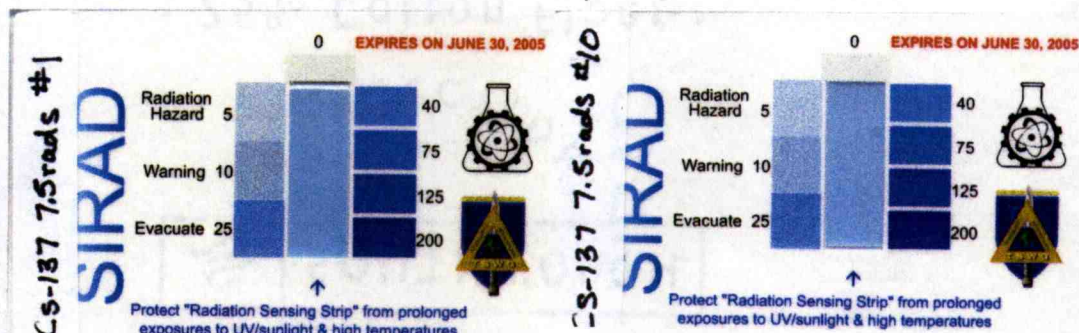 Cs-137 7.5rads #1
SIRAD
0
EXPIRES ON JUNE 30, 2005
Radiation
Hazard
5
Warning 10
Evacuate 25
40
75
125
200
Protect "Radiation Sensing Strip" from prolonged
exposures to UV/sunlight & high temperatures
Cs-137 7.5rads #10
SIRAD
0
EXPIRES ON JUNE 30, 2005
Radiation
Hazard
5
Warning 10
Evacuate 25
40
75
125
200
Protect "Radiation Sensing Strip" from prolonged
exposures to UV/sunlight & high temperatures